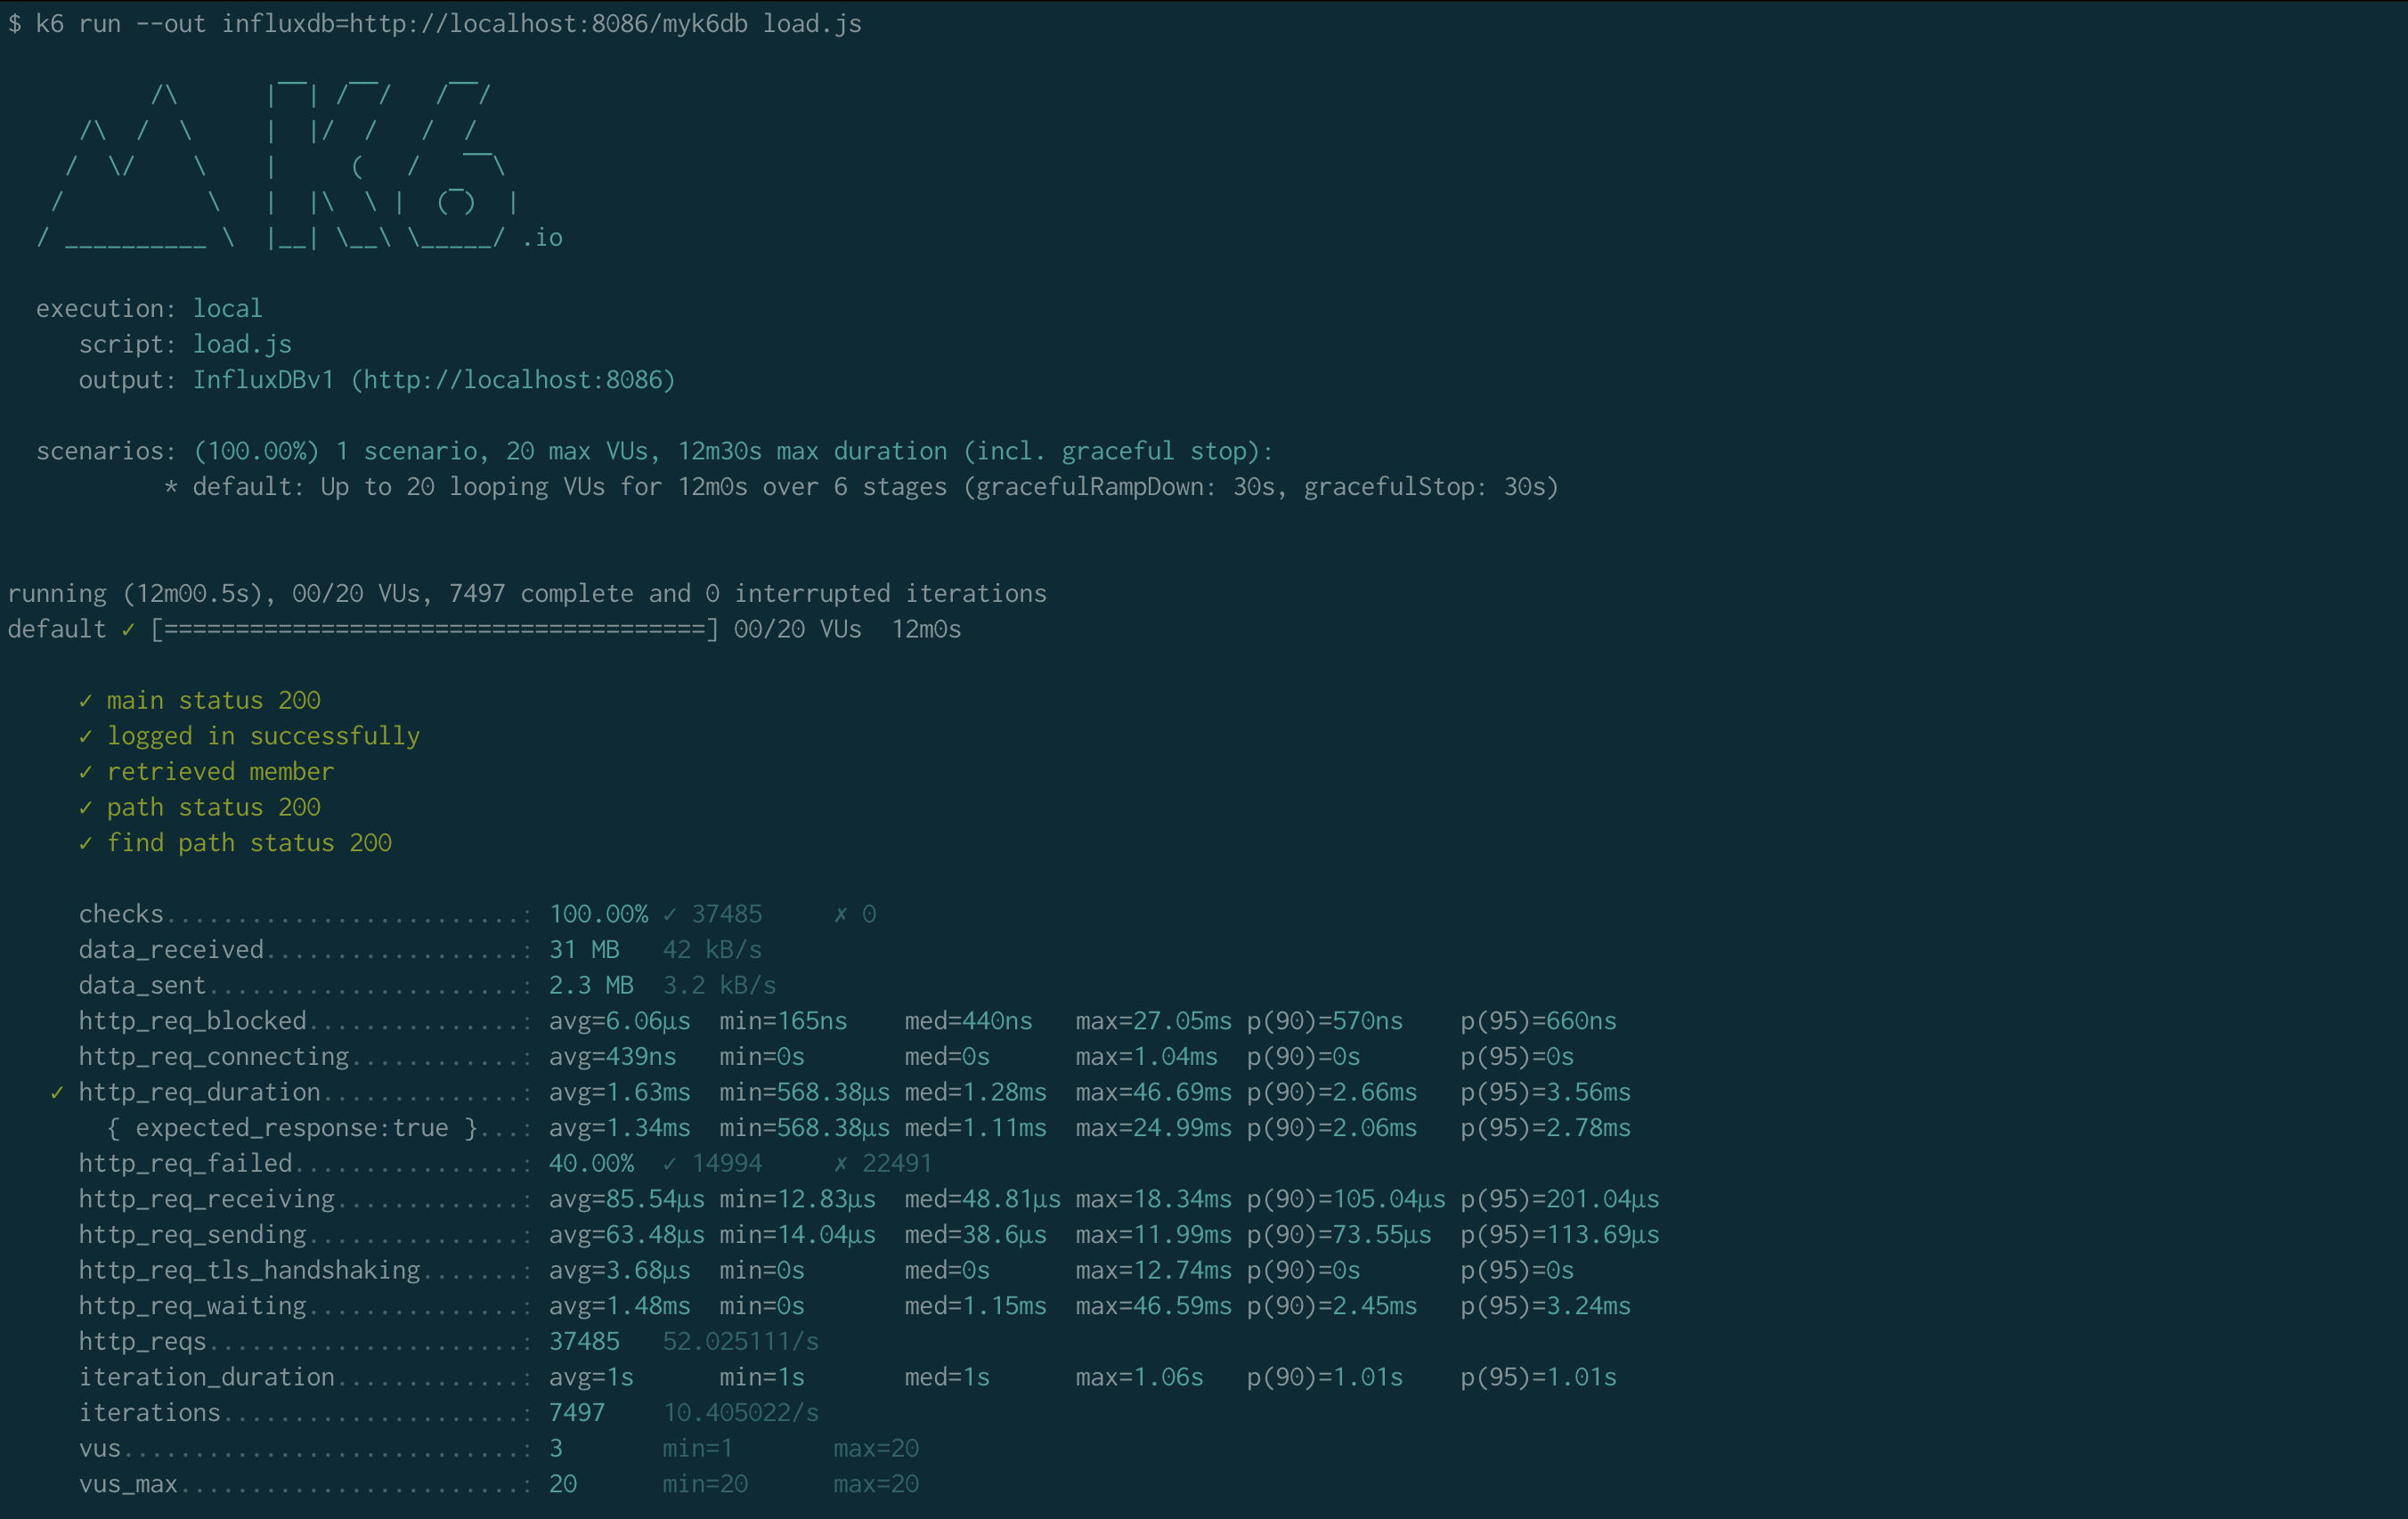 $ k6 run --out influxdb=http://localhost:8086/myk6db load.js

          /\      |‾‾| /‾‾/   /‾‾/
     /\  /  \     |  |/  /   /  /
    /  \/    \    |     (   /   ‾‾\
   /          \   |  |\  \ |  (‾)  |
  / __________ \  |__| \__\ \_____/ .io

  execution: local
     script: load.js
     output: InfluxDBv1 (http://localhost:8086)

  scenarios: (100.00%) 1 scenario, 20 max VUs, 12m30s max duration (incl. graceful stop):
           * default: Up to 20 looping VUs for 12m0s over 6 stages (gracefulRampDown: 30s, gracefulStop: 30s)

running (12m00.5s), 00/20 VUs, 7497 complete and 0 interrupted iterations
default ✓ [======================================] 00/20 VUs  12m0s

     ✓ main status 200
     ✓ logged in successfully
     ✓ retrieved member
     ✓ path status 200
     ✓ find path status 200

     checks.........................: 100.00% ✓ 37485     ✗ 0
     data_received..................: 31 MB   42 kB/s
     data_sent......................: 2.3 MB  3.2 kB/s
     http_req_blocked...............: avg=6.06µs  min=165ns    med=440ns   max=27.05ms p(90)=570ns    p(95)=660ns
     http_req_connecting............: avg=439ns   min=0s       med=0s      max=1.04ms  p(90)=0s       p(95)=0s
   ✓ http_req_duration..............: avg=1.63ms  min=568.38µs med=1.28ms  max=46.69ms p(90)=2.66ms   p(95)=3.56ms
       { expected_response:true }...: avg=1.34ms  min=568.38µs med=1.11ms  max=24.99ms p(90)=2.06ms   p(95)=2.78ms
     http_req_failed................: 40.00%  ✓ 14994     ✗ 22491
     http_req_receiving.............: avg=85.54µs min=12.83µs  med=48.81µs max=18.34ms p(90)=105.04µs p(95)=201.04µs
     http_req_sending...............: avg=63.48µs min=14.04µs  med=38.6µs  max=11.99ms p(90)=73.55µs  p(95)=113.69µs
     http_req_tls_handshaking.......: avg=3.68µs  min=0s       med=0s      max=12.74ms p(90)=0s       p(95)=0s
     http_req_waiting...............: avg=1.48ms  min=0s       med=1.15ms  max=46.59ms p(90)=2.45ms   p(95)=3.24ms
     http_reqs......................: 37485   52.025111/s
     iteration_duration.............: avg=1s      min=1s       med=1s      max=1.06s   p(90)=1.01s    p(95)=1.01s
     iterations.....................: 7497    10.405022/s
     vus............................: 3       min=1       max=20
     vus_max........................: 20      min=20      max=20